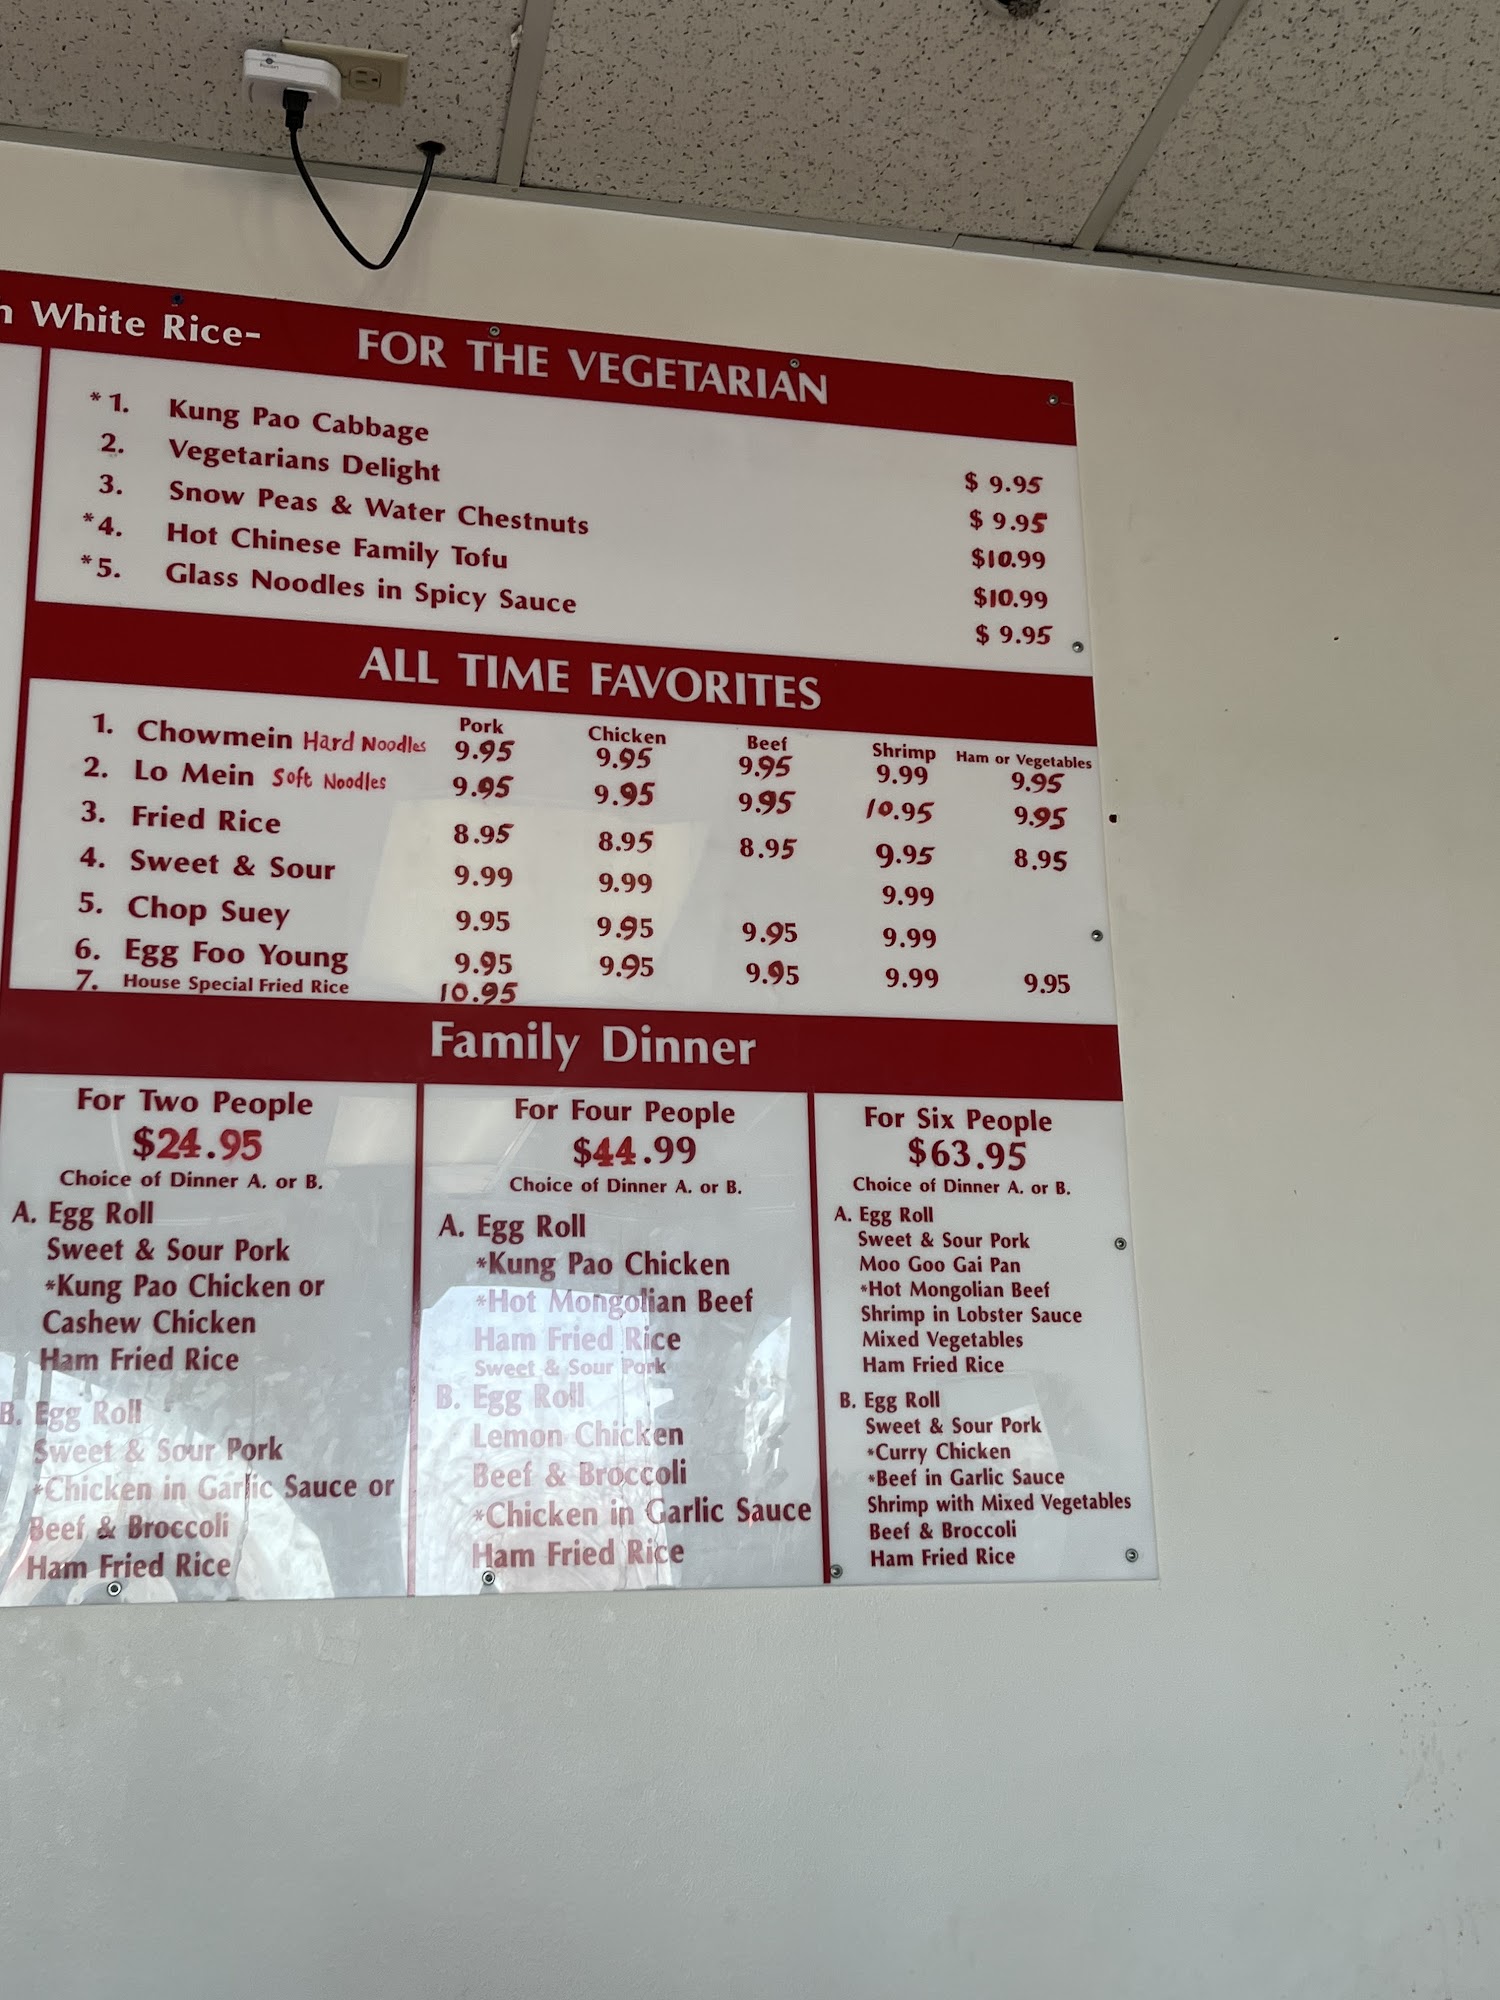 White Rice-
FOR THE VEGETARIAN
*1. Kung Pao Cabbage $ 9.95
2. Vegetarians Delight $ 9.95
3. Snow Peas & Water Chestnuts $10.99
*4. Hot Chinese Family Tofu $10.99
*5. Glass Noodles in Spicy Sauce $ 9.95
ALL TIME FAVORITES
Pork Chicken Beef Shrimp Ham or Vegetables
1. Chowmein Hard Noodles 9.95 9.95 9.95 9.99 9.95
2. Lo Mein Soft Noodles 9.95 9.95 9.95 10.95 9.95
3. Fried Rice 8.95 8.95 8.95 9.95 8.95
4. Sweet & Sour 9.99 9.99 9.99
5. Chop Suey 9.95 9.95 9.95 9.99
6. Egg Foo Young 9.95 9.95 9.95 9.99 9.95
7. House Special Fried Rice 10.95
Family Dinner
For Two People
$24.95
Choice of Dinner A. or B.
A. Egg Roll
Sweet & Sour Pork
*Kung Pao Chicken or
Cashew Chicken
Ham Fried Rice
B. Egg Roll
Sweet & Sour Pork
*Chicken in Garlic Sauce or
Beef & Broccoli
Ham Fried Rice
For Four People
$44.99
Choice of Dinner A. or B.
A. Egg Roll
*Kung Pao Chicken
*Hot Mongolian Beef
Ham Fried Rice
Sweet & Sour Pork
B. Egg Roll
Lemon Chicken
Beef & Broccoli
*Chicken in Garlic Sauce
Ham Fried Rice
For Six People
$63.95
Choice of Dinner A. or B.
A. Egg Roll
Sweet & Sour Pork
Moo Goo Gai Pan
*Hot Mongolian Beef
Shrimp in Lobster Sauce
Mixed Vegetables
Ham Fried Rice
B. Egg Roll
Sweet & Sour Pork
*Curry Chicken
*Beef in Garlic Sauce
Shrimp with Mixed Vegetables
Beef & Broccoli
Ham Fried Rice